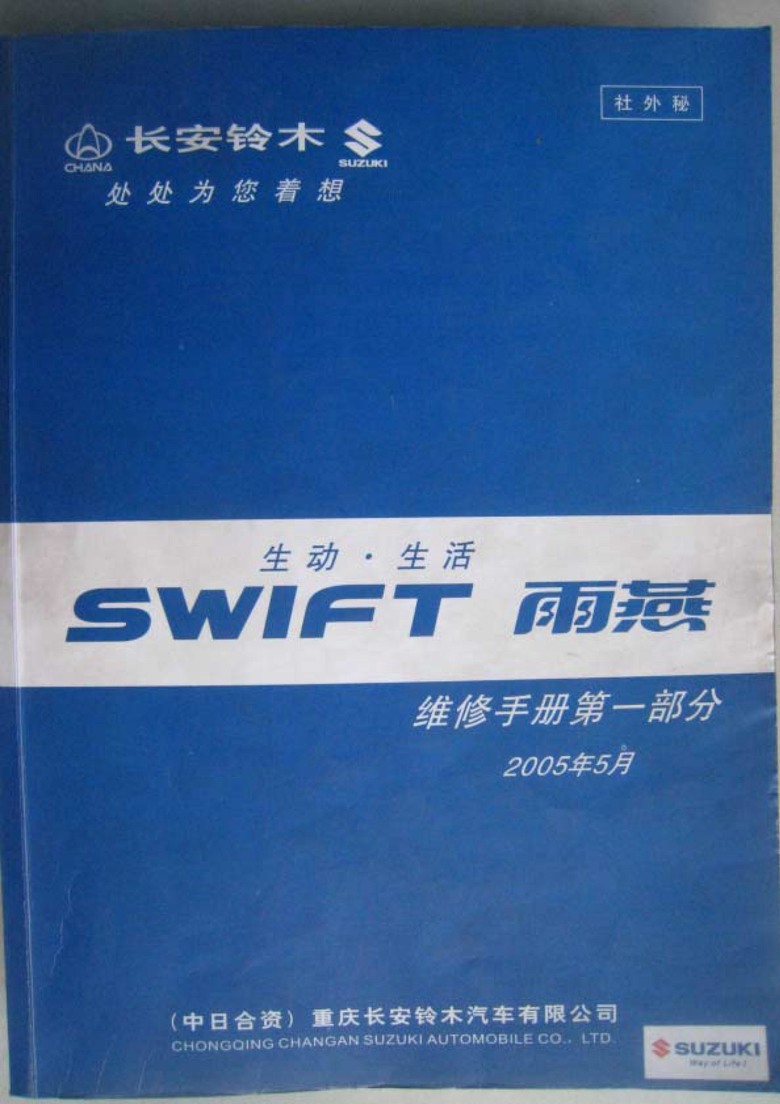 社外秘
长安铃木
CHANA
SUZUKI
处处为您着想
生动·生活
SWIFT 雨燕
维修手册第一部分
2005年5月
(中日合资) 重庆长安铃木汽车有限公司
CHONGQING CHANGAN SUZUKI AUTOMOBILE CO., LTD.
SUZUKI
Way of Life!